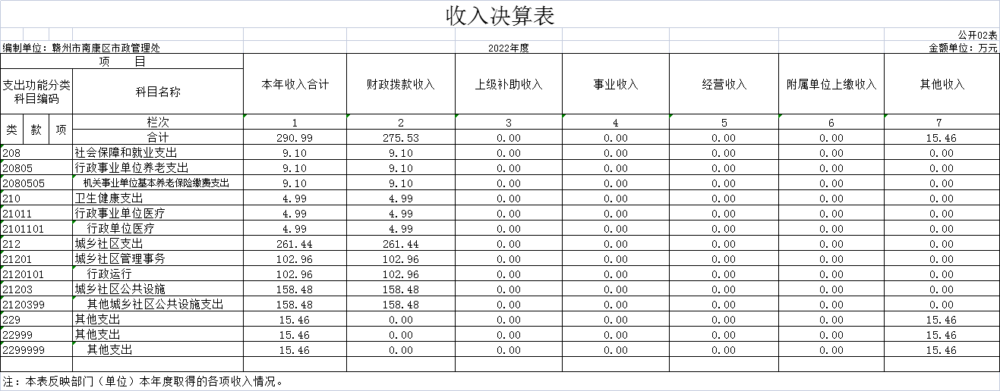 收入决算表
公开02表
编制单位：赣州市南康区市政管理处 2022年度 金额单位：万元
项 目 本年收入合计 财政拨款收入 上级补助收入 事业收入 经营收入 附属单位上缴收入 其他收入
支出功能分类科目编码 科目名称
类 款 项 栏次 1 2 3 4 5 6 7
合计 290.99 275.53 0.00 0.00 0.00 0.00 15.46
208 社会保障和就业支出 9.10 9.10 0.00 0.00 0.00 0.00 0.00
20805 行政事业单位养老支出 9.10 9.10 0.00 0.00 0.00 0.00 0.00
2080505 机关事业单位基本养老保险缴费支出 9.10 9.10 0.00 0.00 0.00 0.00 0.00
210 卫生健康支出 4.99 4.99 0.00 0.00 0.00 0.00 0.00
21011 行政事业单位医疗 4.99 4.99 0.00 0.00 0.00 0.00 0.00
2101101 行政单位医疗 4.99 4.99 0.00 0.00 0.00 0.00 0.00
212 城乡社区支出 261.44 261.44 0.00 0.00 0.00 0.00 0.00
21201 城乡社区管理事务 102.96 102.96 0.00 0.00 0.00 0.00 0.00
2120101 行政运行 102.96 102.96 0.00 0.00 0.00 0.00 0.00
21203 城乡社区公共设施 158.48 158.48 0.00 0.00 0.00 0.00 0.00
2120399 其他城乡社区公共设施支出 158.48 158.48 0.00 0.00 0.00 0.00 0.00
229 其他支出 15.46 0.00 0.00 0.00 0.00 0.00 15.46
22999 其他支出 15.46 0.00 0.00 0.00 0.00 0.00 15.46
2299999 其他支出 15.46 0.00 0.00 0.00 0.00 0.00 15.46
注：本表反映部门（单位）本年度取得的各项收入情况。